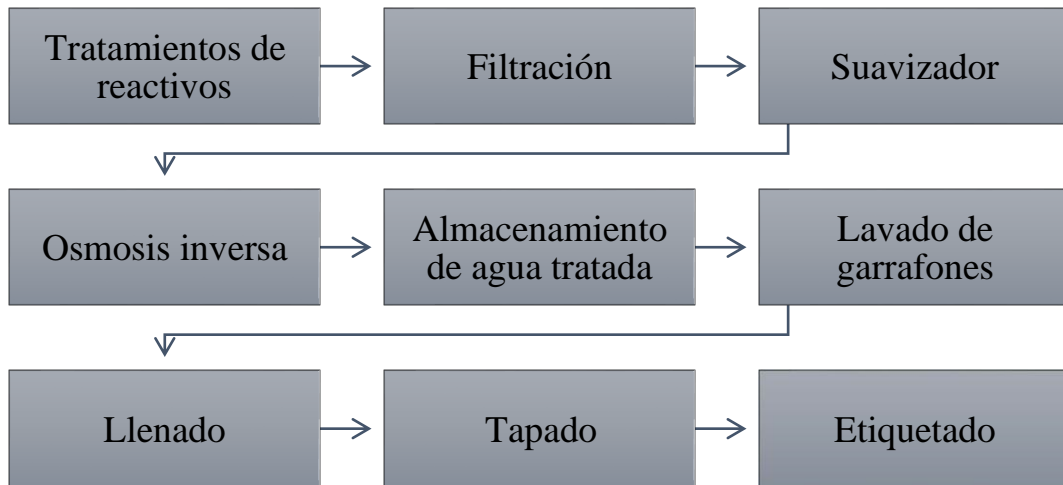 Tratamientos de
reactivos
Filtración
Suavizador
Osmosis inversa
Almacenamiento
de agua tratada
Lavado de
garrafones
Llenado
Tapado
Etiquetado